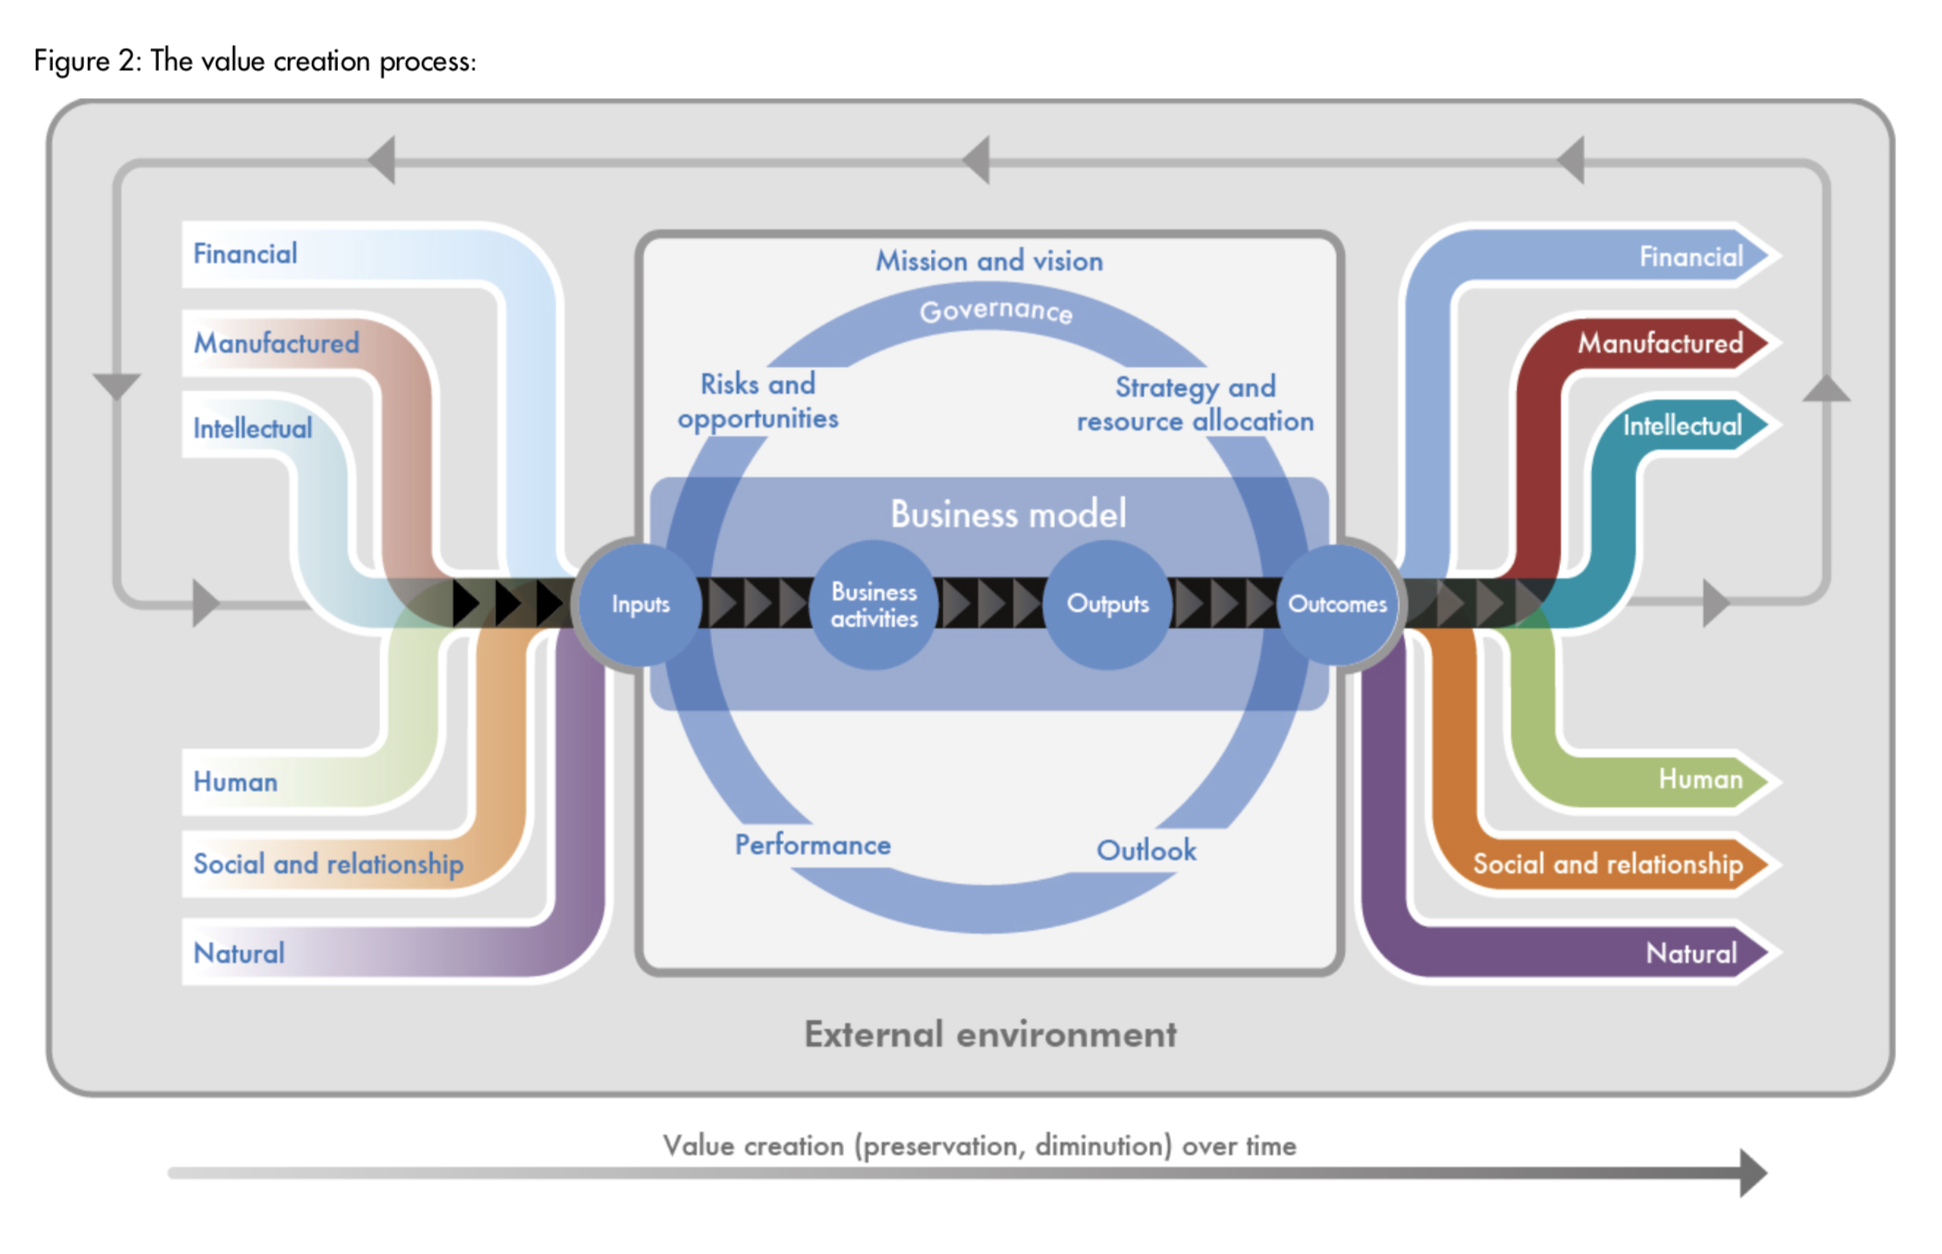 Figure 2: The value creation process:
Financial
Manufactured
Intellectual
Human
Social and relationship
Natural
Mission and vision
Governance
Risks and
opportunities
Strategy and
resource allocation
Business model
Inputs
Business
activities
Outputs
Outcomes
Performance
Outlook
Financial
Manufactured
Intellectual
Human
Social and relationship
Natural
External environment
Value creation (preservation, diminution) over time